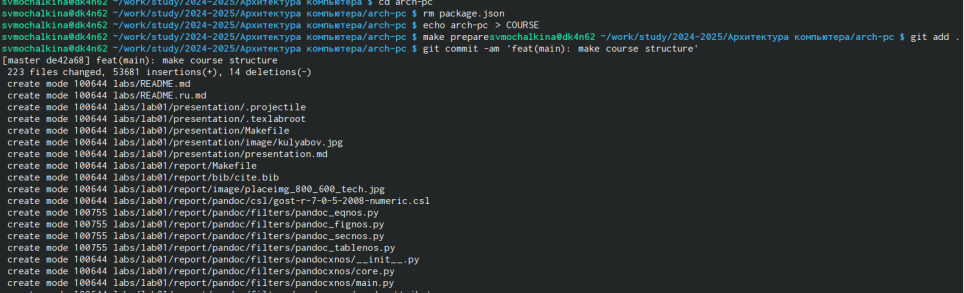 svmochalkina@dk4n62 ~/work/study/2024-2025/Архитектура компьютера $ cd arch-pc
svmochalkina@dk4n62 ~/work/study/2024-2025/Архитектура компьютера/arch-pc $ rm package.json
svmochalkina@dk4n62 ~/work/study/2024-2025/Архитектура компьютера/arch-pc $ echo arch-pc > COURSE
svmochalkina@dk4n62 ~/work/study/2024-2025/Архитектура компьютера/arch-pc $ make preparesvmochalkina@dk4n62 ~/work/study/2024-2025/Архитектура компьютера/arch-pc $ git add .
svmochalkina@dk4n62 ~/work/study/2024-2025/Архитектура компьютера/arch-pc $ git commit -am 'feat(main): make course structure'
[master de42a68] feat(main): make course structure
223 files changed, 53681 insertions(+), 14 deletions(-)
create mode 100644 labs/README.md
create mode 100644 labs/README.ru.md
create mode 100644 labs/lab01/presentation/.projectile
create mode 100644 labs/lab01/presentation/.texlabroot
create mode 100644 labs/lab01/presentation/Makefile
create mode 100644 labs/lab01/presentation/image/kulyabov.jpg
create mode 100644 labs/lab01/presentation/presentation.md
create mode 100644 labs/lab01/report/Makefile
create mode 100644 labs/lab01/report/bib/cite.bib
create mode 100644 labs/lab01/report/image/placeimg_800_600_tech.jpg
create mode 100644 labs/lab01/report/pandoc/csl/gost-r-7-0-5-2008-numeric.csl
create mode 100755 labs/lab01/report/pandoc/filters/pandoc_eqnos.py
create mode 100755 labs/lab01/report/pandoc/filters/pandoc_fignos.py
create mode 100755 labs/lab01/report/pandoc/filters/pandoc_secnos.py
create mode 100755 labs/lab01/report/pandoc/filters/pandoc_tablenos.py
create mode 100644 labs/lab01/report/pandoc/filters/pandocxnos/__init__.py
create mode 100644 labs/lab01/report/pandoc/filters/pandocxnos/core.py
create mode 100644 labs/lab01/report/pandoc/filters/pandocxnos/main.py